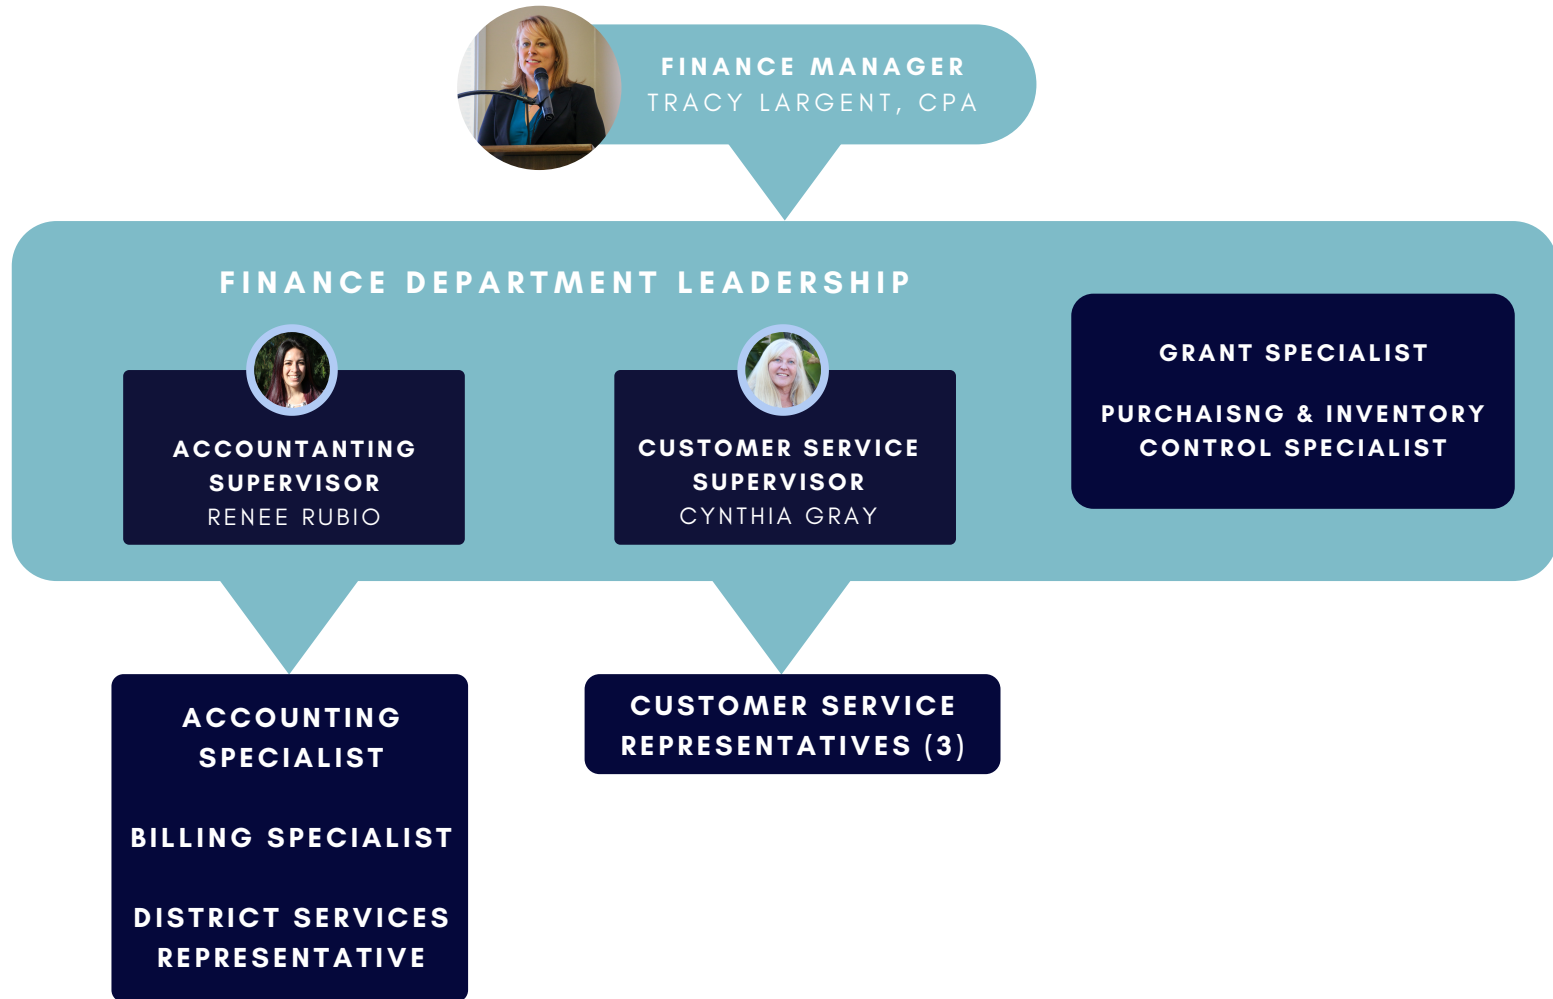 FINANCE MANAGER
TRACY LARGENT, CPA
FINANCE DEPARTMENT LEADERSHIP
ACCOUNTANTING
SUPERVISOR
RENEE RUBIO
CUSTOMER SERVICE
SUPERVISOR
CYNTHIA GRAY
GRANT SPECIALIST
PURCHAISNG & INVENTORY
CONTROL SPECIALIST
ACCOUNTING
SPECIALIST
BILLING SPECIALIST
DISTRICT SERVICES
REPRESENTATIVE
CUSTOMER SERVICE
REPRESENTATIVES (3)